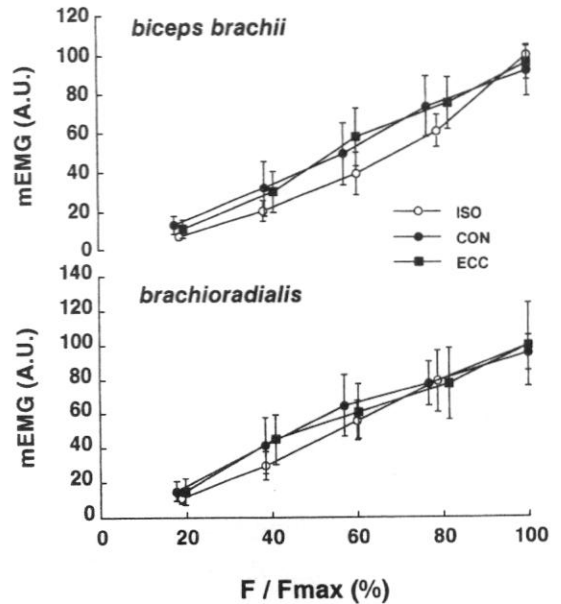 biceps brachii
120
100
80
60
40
20
0
mEMG (A.U.)
ISO
CON
ECC
brachioradialis
140
120
100
80
60
40
20
0
mEMG (A.U.)
0 20 40 60 80 100
F / Fmax (%)